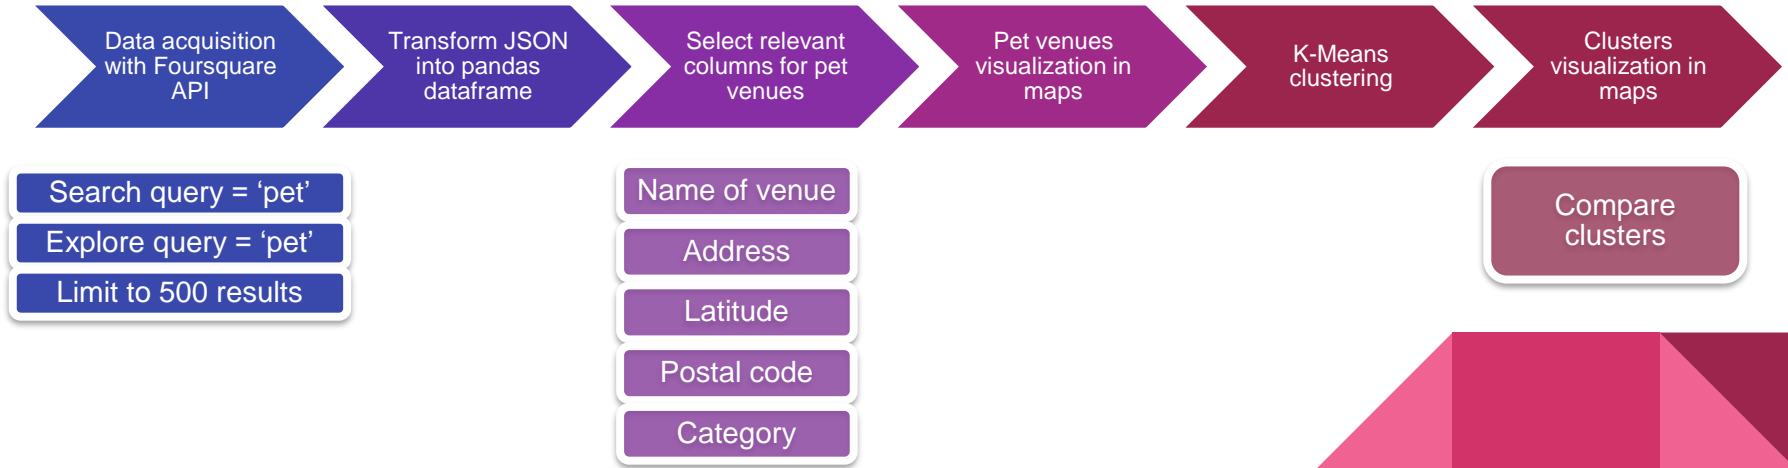 Data acquisition
with Foursquare
API
Transform JSON
into pandas
dataframe
Select relevant
columns for pet
venues
Pet venues
visualization in
maps
K-Means
clustering
Clusters
visualization in
maps
Search query = ‘pet’
Explore query = ‘pet’
Limit to 500 results
Name of venue
Address
Latitude
Postal code
Category
Compare
clusters